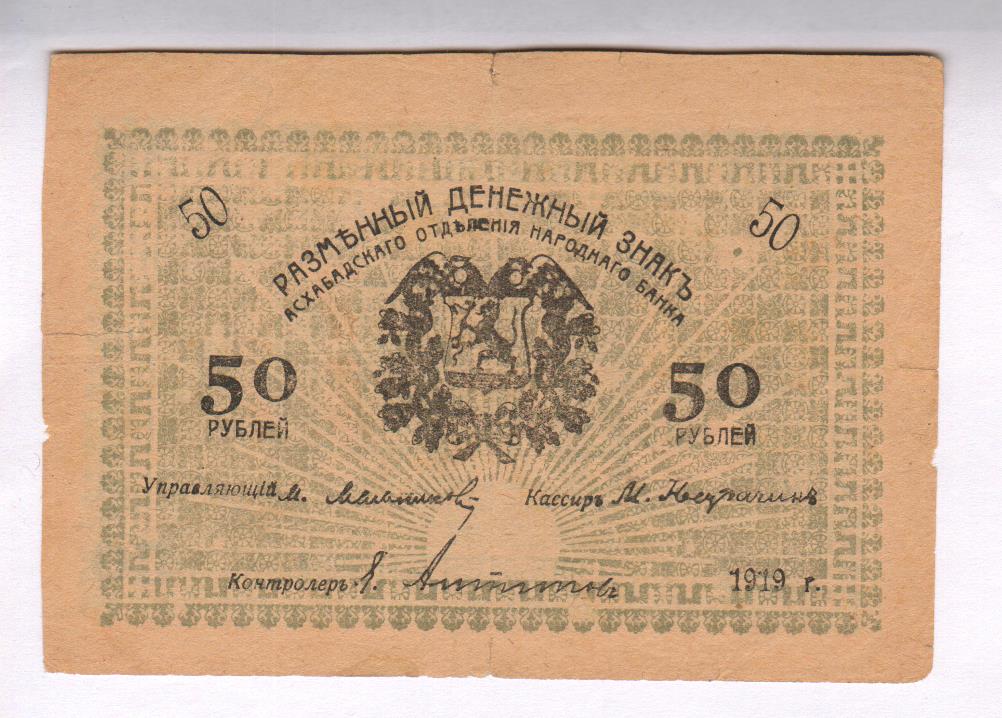 50 50
РАЗМѢННЫЙ ДЕНЕЖНЫЙ ЗНАКЪ
АСХАБАДСКАГО ОТДѢЛЕНІЯ НАРОДНАГО БАНКА
50 50
РУБЛЕЙ РУБЛЕЙ
Управляющій М. Кассиръ М.
Контролеръ 1919 г.